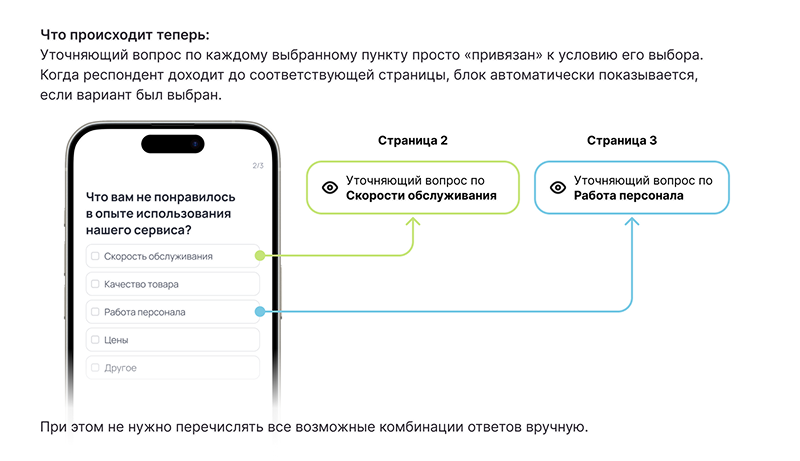 Что происходит теперь:
Уточняющий вопрос по каждому выбранному пункту просто «привязан» к условию его выбора.
Когда респондент доходит до соответствующей страницы, блок автоматически показывается,
если вариант был выбран.
Страница 2
Страница 3
Уточняющий вопрос по
Скорости обслуживания
Уточняющий вопрос по
Работа персонала
2/3
Что вам не понравилось
в опыте использования
нашего сервиса?
Скорость обслуживания
Качество товара
Работа персонала
Цены
Другое
При этом не нужно перечислять все возможные комбинации ответов вручную.